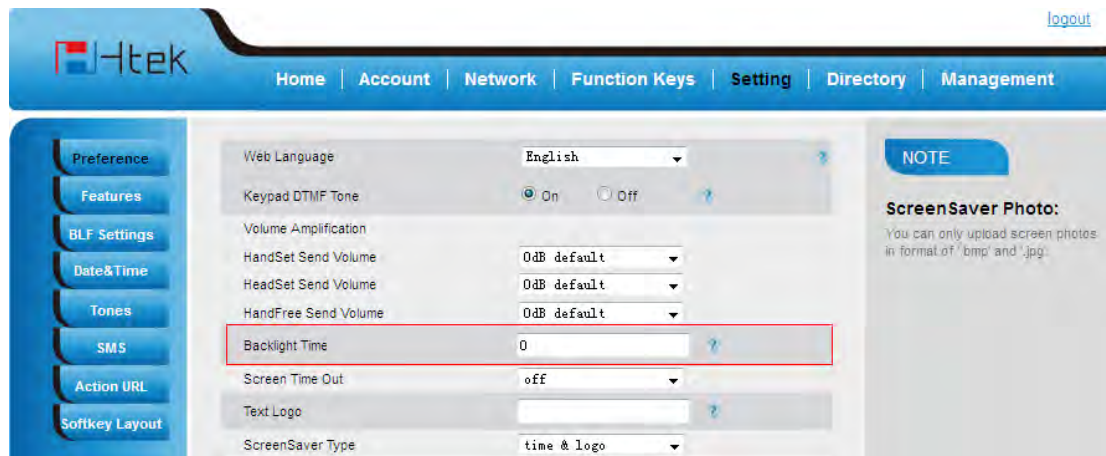 logout
Htek
Home | Account | Network | Function Keys | Setting | Directory | Management
Preference
Features
BLF Settings
Date&Time
Tones
SMS
Action URL
Softkey Layout
Web Language English ?
Keypad DTMF Tone On Off ?
Volume Amplification
HandSet Send Volume 0dB default
HeadSet Send Volume 0dB default
HandFree Send Volume 0dB default
Backlight Time 0 ?
Screen Time Out off
Text Logo ?
ScreenSaver Type time & logo
NOTE
ScreenSaver Photo:
You can only upload screen photos
in format of '.bmp' and '.jpg'.